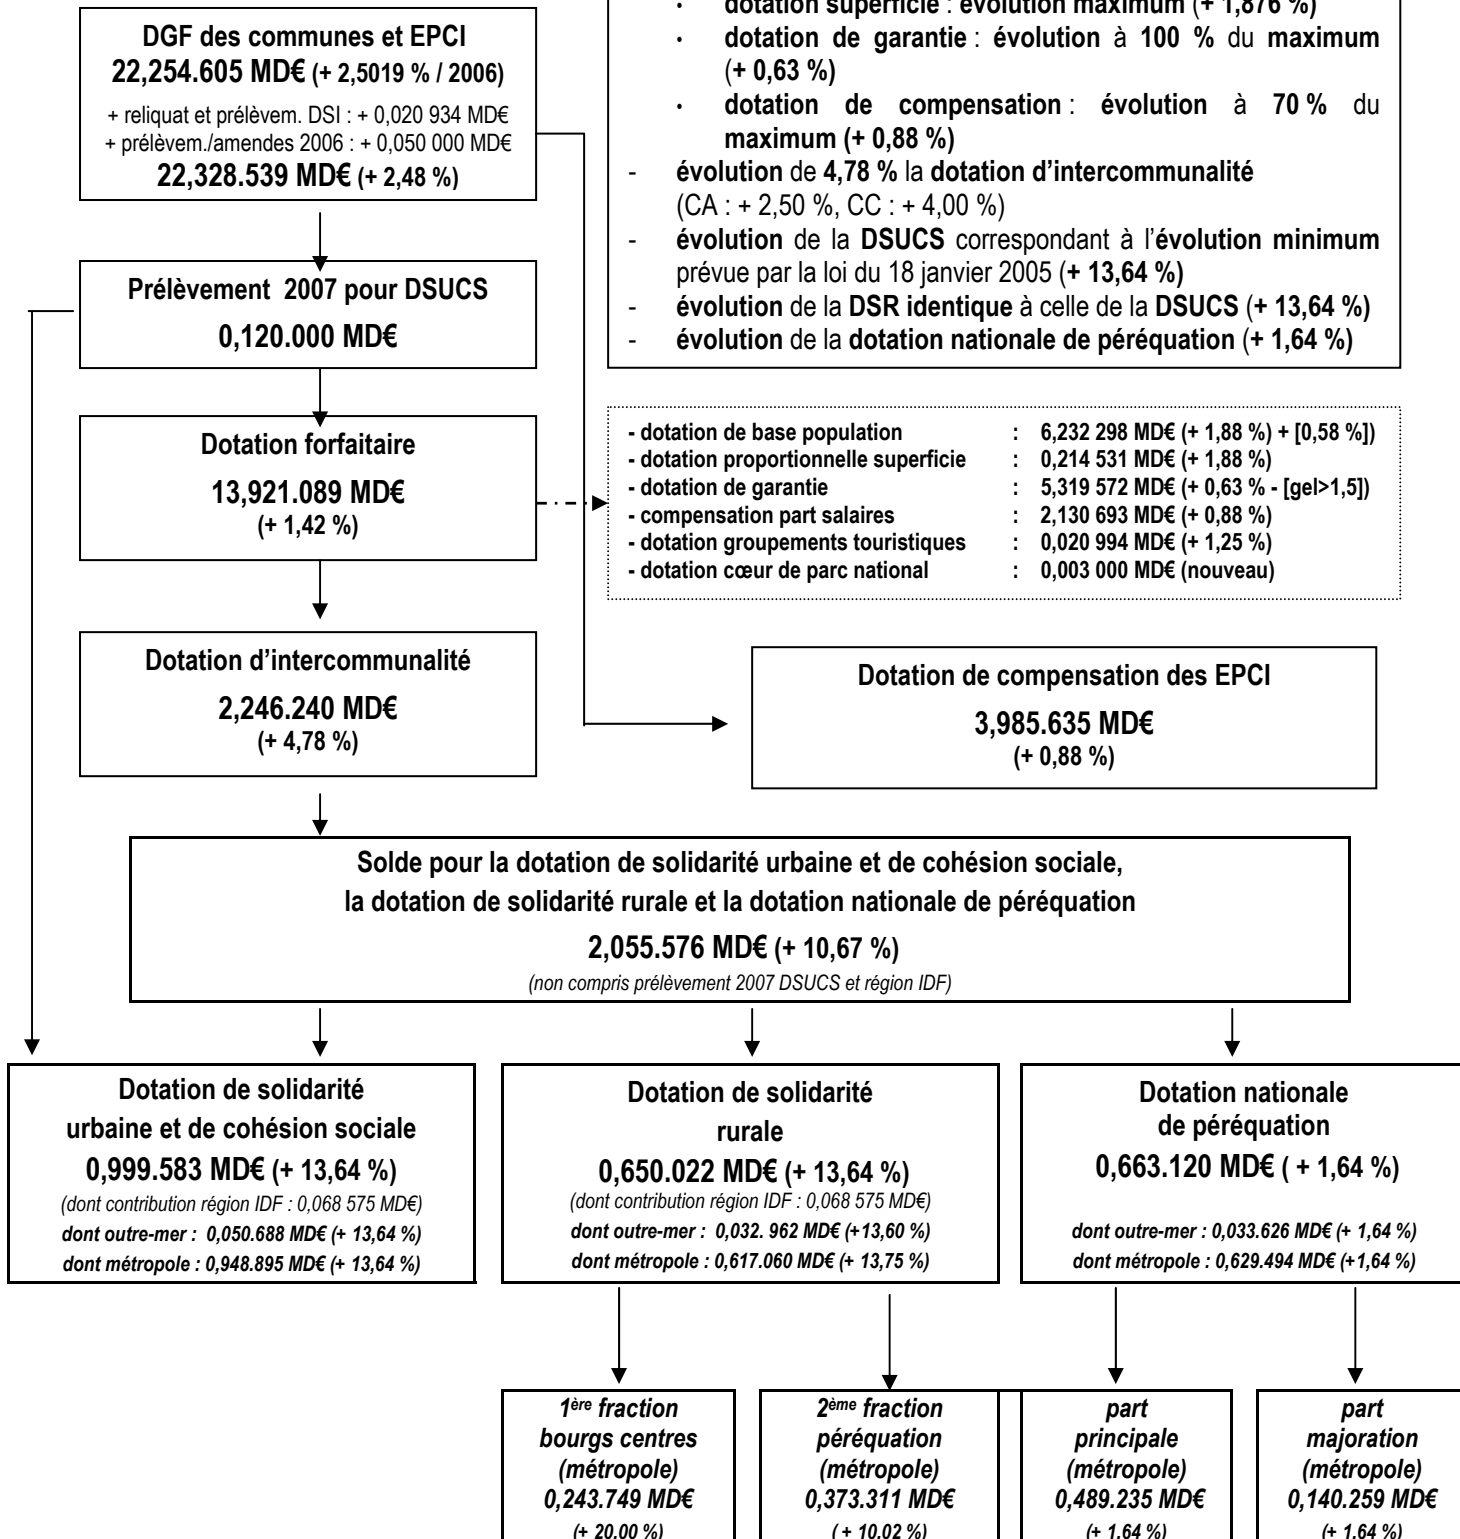 DGF des communes et EPCI
22,254.605 MD€ (+ 2,5019 % / 2006)
+ reliquat et prélèvem. DSI : + 0,020 934 MD€
+ prélèvem./amendes 2006 : + 0,050 000 MD€
22,328.539 MD€ (+ 2,48 %)
• dotation superficie : évolution maximum (+ 1,876 %)
• dotation de garantie : évolution à 100 % du maximum
(+ 0,63 %)
• dotation de compensation : évolution à 70 % du
maximum (+ 0,88 %)
- évolution de 4,78 % la dotation d’intercommunalité
(CA : + 2,50 %, CC : + 4,00 %)
- évolution de la DSUCS correspondant à l’évolution minimum
prévue par la loi du 18 janvier 2005 (+ 13,64 %)
- évolution de la DSR identique à celle de la DSUCS (+ 13,64 %)
- évolution de la dotation nationale de péréquation (+ 1,64 %)
Prélèvement 2007 pour DSUCS
0,120.000 MD€
Dotation forfaitaire
13,921.089 MD€
(+ 1,42 %)
- dotation de base population : 6,232 298 MD€ (+ 1,88 %) + [0,58 %])
- dotation proportionnelle superficie : 0,214 531 MD€ (+ 1,88 %)
- dotation de garantie : 5,319 572 MD€ (+ 0,63 % - [gel>1,5])
- compensation part salaires : 2,130 693 MD€ (+ 0,88 %)
- dotation groupements touristiques : 0,020 994 MD€ (+ 1,25 %)
- dotation cœur de parc national : 0,003 000 MD€ (nouveau)
Dotation d’intercommunalité
2,246.240 MD€
(+ 4,78 %)
Dotation de compensation des EPCI
3,985.635 MD€
(+ 0,88 %)
Solde pour la dotation de solidarité urbaine et de cohésion sociale,
la dotation de solidarité rurale et la dotation nationale de péréquation
2,055.576 MD€ (+ 10,67 %)
(non compris prélèvement 2007 DSUCS et région IDF)
Dotation de solidarité
urbaine et de cohésion sociale
0,999.583 MD€ (+ 13,64 %)
(dont contribution région IDF : 0,068 575 MD€)
dont outre-mer : 0,050.688 MD€ (+ 13,64 %)
dont métropole : 0,948.895 MD€ (+ 13,64 %)
Dotation de solidarité
rurale
0,650.022 MD€ (+ 13,64 %)
(dont contribution région IDF : 0,068 575 MD€)
dont outre-mer : 0,032. 962 MD€ (+13,60 %)
dont métropole : 0,617.060 MD€ (+ 13,75 %)
Dotation nationale
de péréquation
0,663.120 MD€ ( + 1,64 %)
dont outre-mer : 0,033.626 MD€ (+ 1,64 %)
dont métropole : 0,629.494 MD€ (+1,64 %)
1ère fraction
bourgs centres
(métropole)
0,243.749 MD€
(+ 20,00 %)
2ème fraction
péréquation
(métropole)
0,373.311 MD€
( + 10,02 %)
part
principale
(métropole)
0,489.235 MD€
(+ 1,64 %)
part
majoration
(métropole)
0,140.259 MD€
(+ 1,64 %)